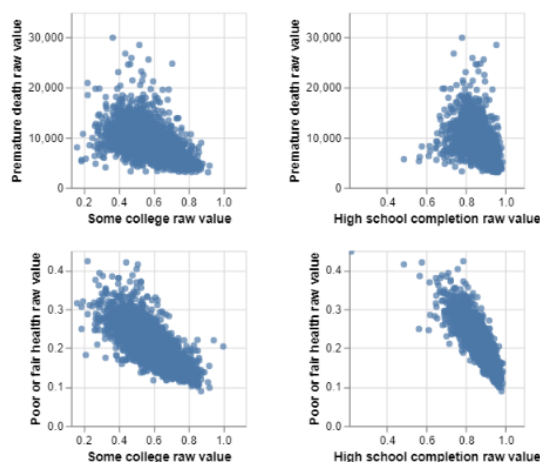 Premature death raw value
30,000
20,000
10,000
0
0.2 0.4 0.6 0.8 1.0
Some college raw value
Premature death raw value
30,000
20,000
10,000
0
0.4 0.6 0.8 1.0
High school completion raw value
Poor or fair health raw value
0.4
0.3
0.2
0.1
0.0
0.2 0.4 0.6 0.8 1.0
Some college raw value
Poor or fair health raw value
0.4
0.3
0.2
0.1
0.0
0.4 0.6 0.8 1.0
High school completion raw value